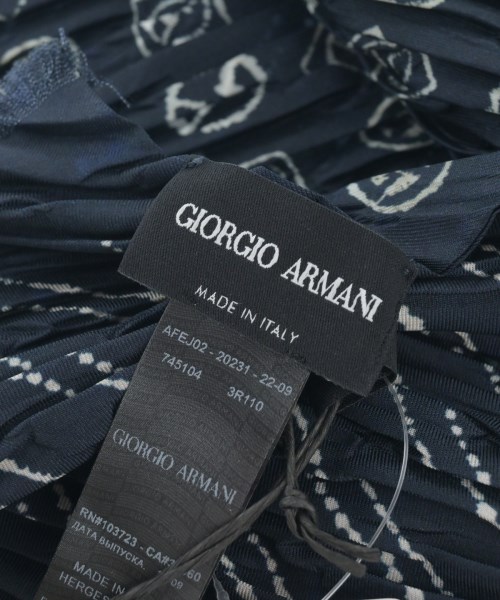 GIORGIO ARMANI
MADE IN ITALY
AFEJ02 - 20231 - 22-09
745104 3R110
GIORGIO ARMANI
RN#103723 - CA#
ДАТА ВЫПУСКА.
MADE IN